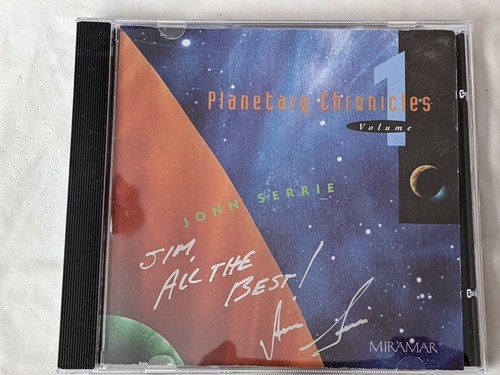 1
Planetary Chronicles
Volume
JONN SERRIE
JIM,
ALL THE
BEST!
MIRAMAR